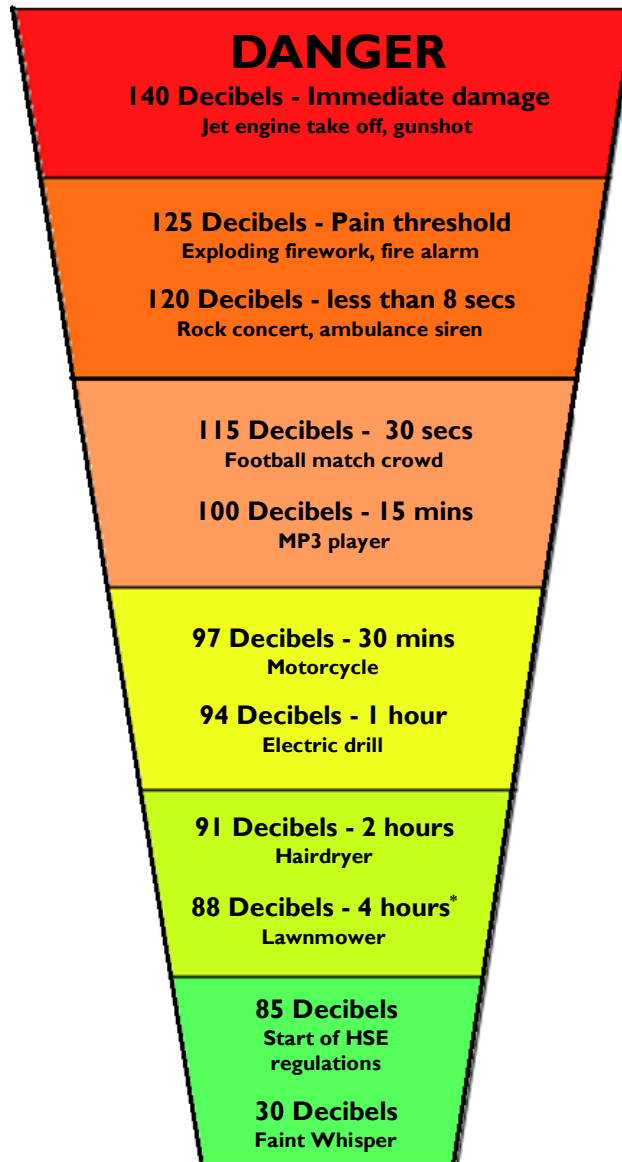 DANGER
140 Decibels - Immediate damage
Jet engine take off, gunshot
125 Decibels - Pain threshold
Exploding firework, fire alarm
120 Decibels - less than 8 secs
Rock concert, ambulance siren
115 Decibels - 30 secs
Football match crowd
100 Decibels - 15 mins
MP3 player
97 Decibels - 30 mins
Motorcycle
94 Decibels - 1 hour
Electric drill
91 Decibels - 2 hours
Hairdryer
88 Decibels - 4 hours*
Lawnmower
85 Decibels
Start of HSE
regulations
30 Decibels
Faint Whisper